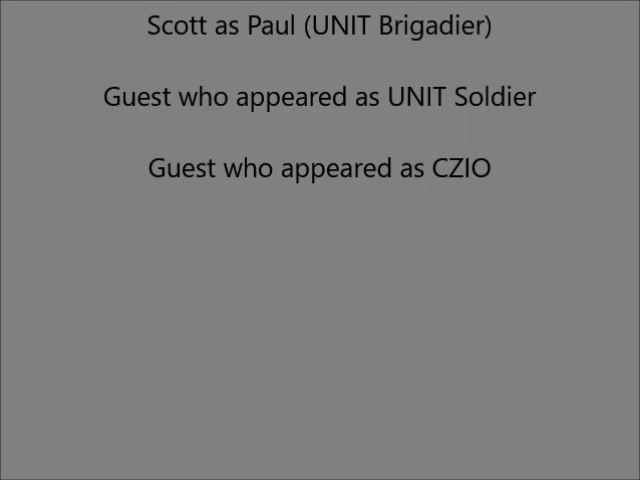 Scott as Paul (UNIT Brigadier)
Guest who appeared as UNIT Soldier
Guest who appeared as CZIO